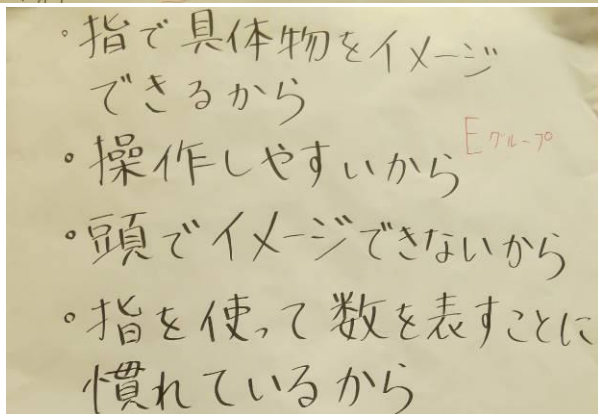 ・指で具体物をイメージ
できるから
・操作しやすいから
Eグループ
・頭でイメージできないから
・指を使って数を表すことに
慣れているから